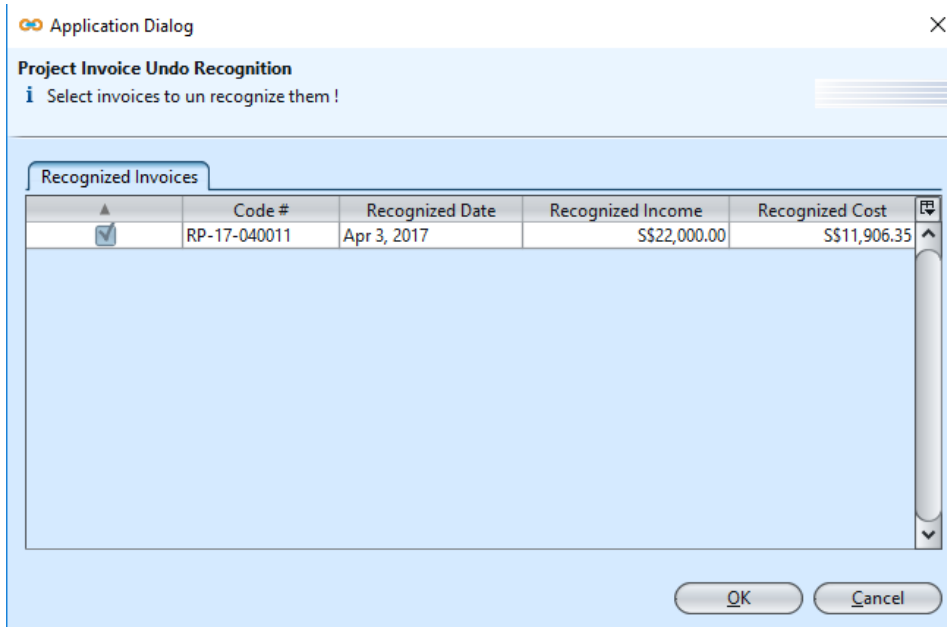 Application Dialog
Project Invoice Undo Recognition
i Select invoices to un recognize them !
Recognized Invoices
Code # Recognized Date Recognized Income Recognized Cost
RP-17-040011 Apr 3, 2017 S$22,000.00 S$11,906.35
OK Cancel